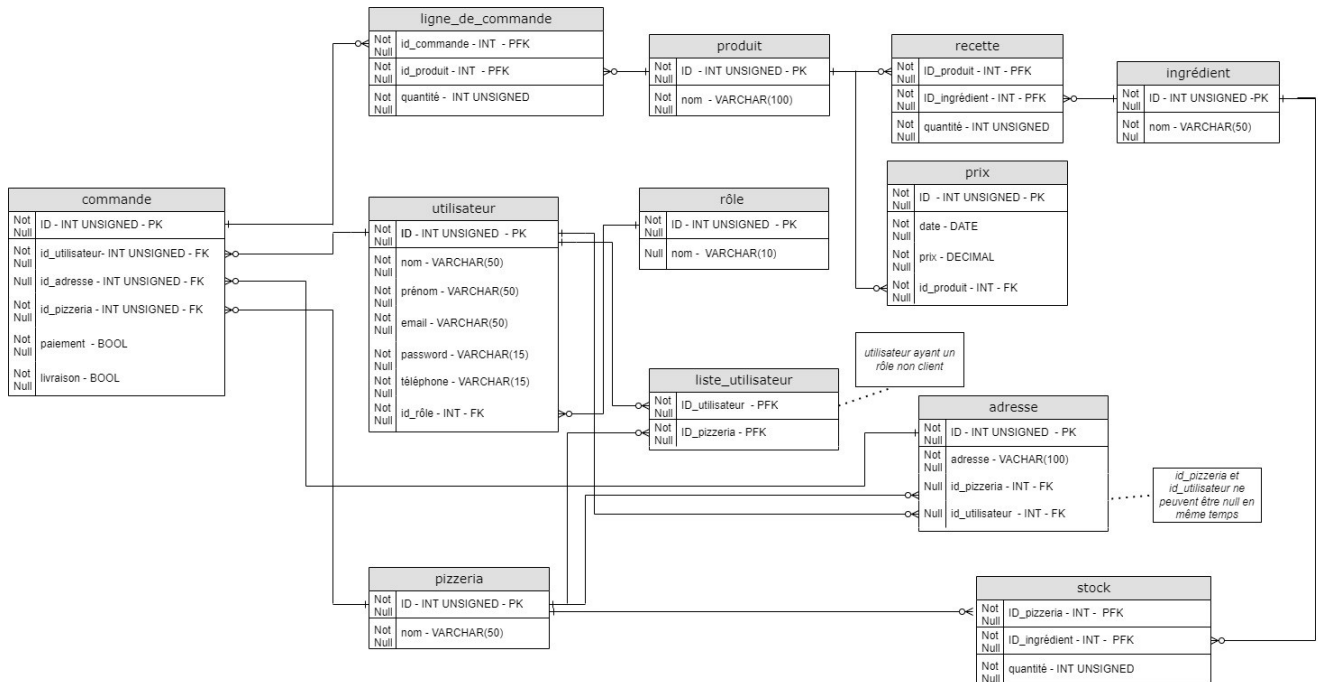 ligne_de_commande
Not Null id_commande - INT - PFK
Not Null id_produit - INT - PFK
Not Null quantité - INT UNSIGNED
produit
Not Null ID - INT UNSIGNED - PK
Not Null nom - VARCHAR(100)
recette
Not Null ID_produit - INT - PFK
Not Null ID_ingrédient - INT - PFK
Not Null quantité - INT UNSIGNED
ingrédient
Not Null ID - INT UNSIGNED -PK
Not Nul nom - VARCHAR(50)
prix
Not Null ID - INT UNSIGNED - PK
Not Null date - DATE
Not Null prix - DECIMAL
Not Null id_produit - INT - FK
commande
Not Null ID - INT UNSIGNED - PK
Not Null id_utilisateur- INT UNSIGNED - FK
Null id_adresse - INT UNSIGNED - FK
Not Null id_pizzeria - INT UNSIGNED - FK
Not Null paiement - BOOL
Not Null livraison - BOOL
utilisateur
Not Null ID - INT UNSIGNED - PK
Not Null nom - VARCHAR(50)
Not Null prénom - VARCHAR(50)
Not Null email - VARCHAR(50)
Not Null password - VARCHAR(15)
Not Null téléphone - VARCHAR(15)
Not Null id_rôle - INT - FK
rôle
Not Null ID - INT UNSIGNED - PK
Null nom - VARCHAR(10)
utilisateur ayant un
rôle non client
liste_utilisateur
Not Null ID_utilisateur - PFK
Not Null ID_pizzeria - PFK
adresse
Not Null ID - INT UNSIGNED - PK
Not Null adresse - VACHAR(100)
Null id_pizzeria - INT - FK
Null id_utilisateur - INT - FK
id_pizzeria et
id_utilisateur ne
peuvent être null en
même temps
pizzeria
Not Null ID - INT UNSIGNED - PK
Not Null nom - VARCHAR(50)
stock
Not Null ID_pizzeria - INT - PFK
Not Null ID_ingrédient - INT - PFK
Not Null quantité - INT UNSIGNED